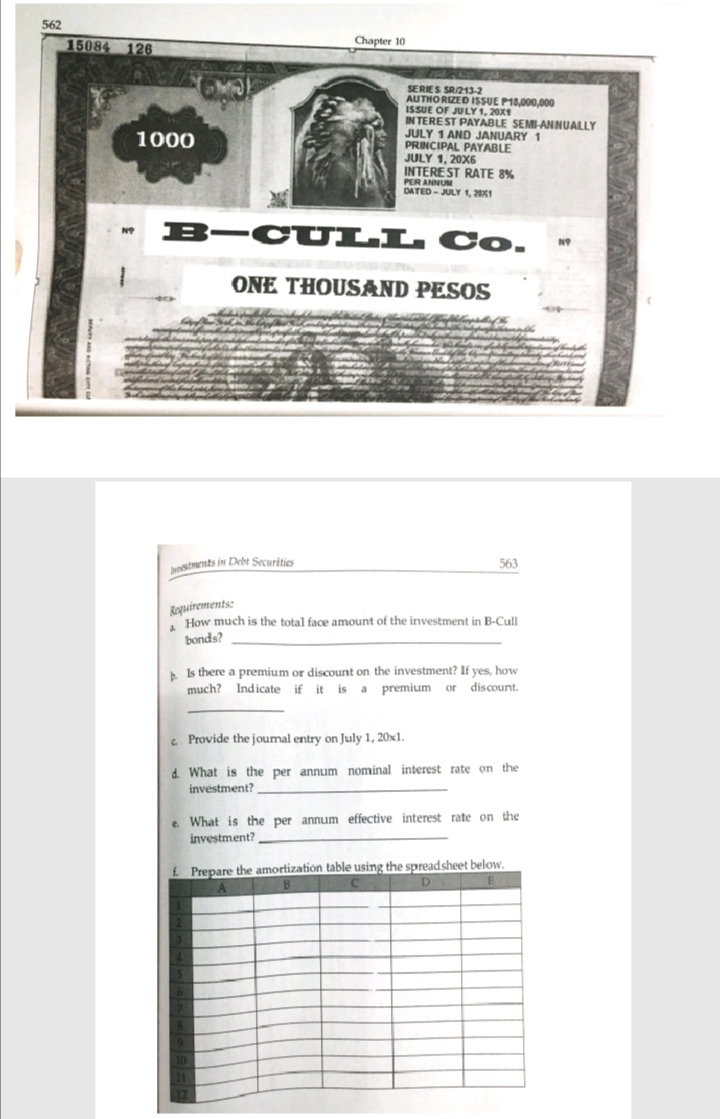 562
Chapter 10
15084 126
1000
SERIES SR/213-2
AUTHORIZED ISSUE P18,000,000
ISSUE OF JULY 1, 20X1
INTEREST PAYABLE SEMI-ANNUALLY
JULY 1 AND JANUARY 1
PRINCIPAL PAYABLE
JULY 1, 20X6
INTEREST RATE 8%
PER ANNUM
DATED – JULY 1, 20X1
Nº B—CULL Co. Nº
ONE THOUSAND PESOS
Investments in Debt Securities 563
Requirements:
a. How much is the total face amount of the investment in B-Cull
bonds?
b. Is there a premium or discount on the investment? If yes, how
much? Indicate if it is a premium or discount.
c. Provide the journal entry on July 1, 20x1.
d. What is the per annum nominal interest rate on the
investment?
e. What is the per annum effective interest rate on the
investment?
f. Prepare the amortization table using the spreadsheet below.
A B C D E
1
2
3
4
5
6
7
8
9
10
11
12